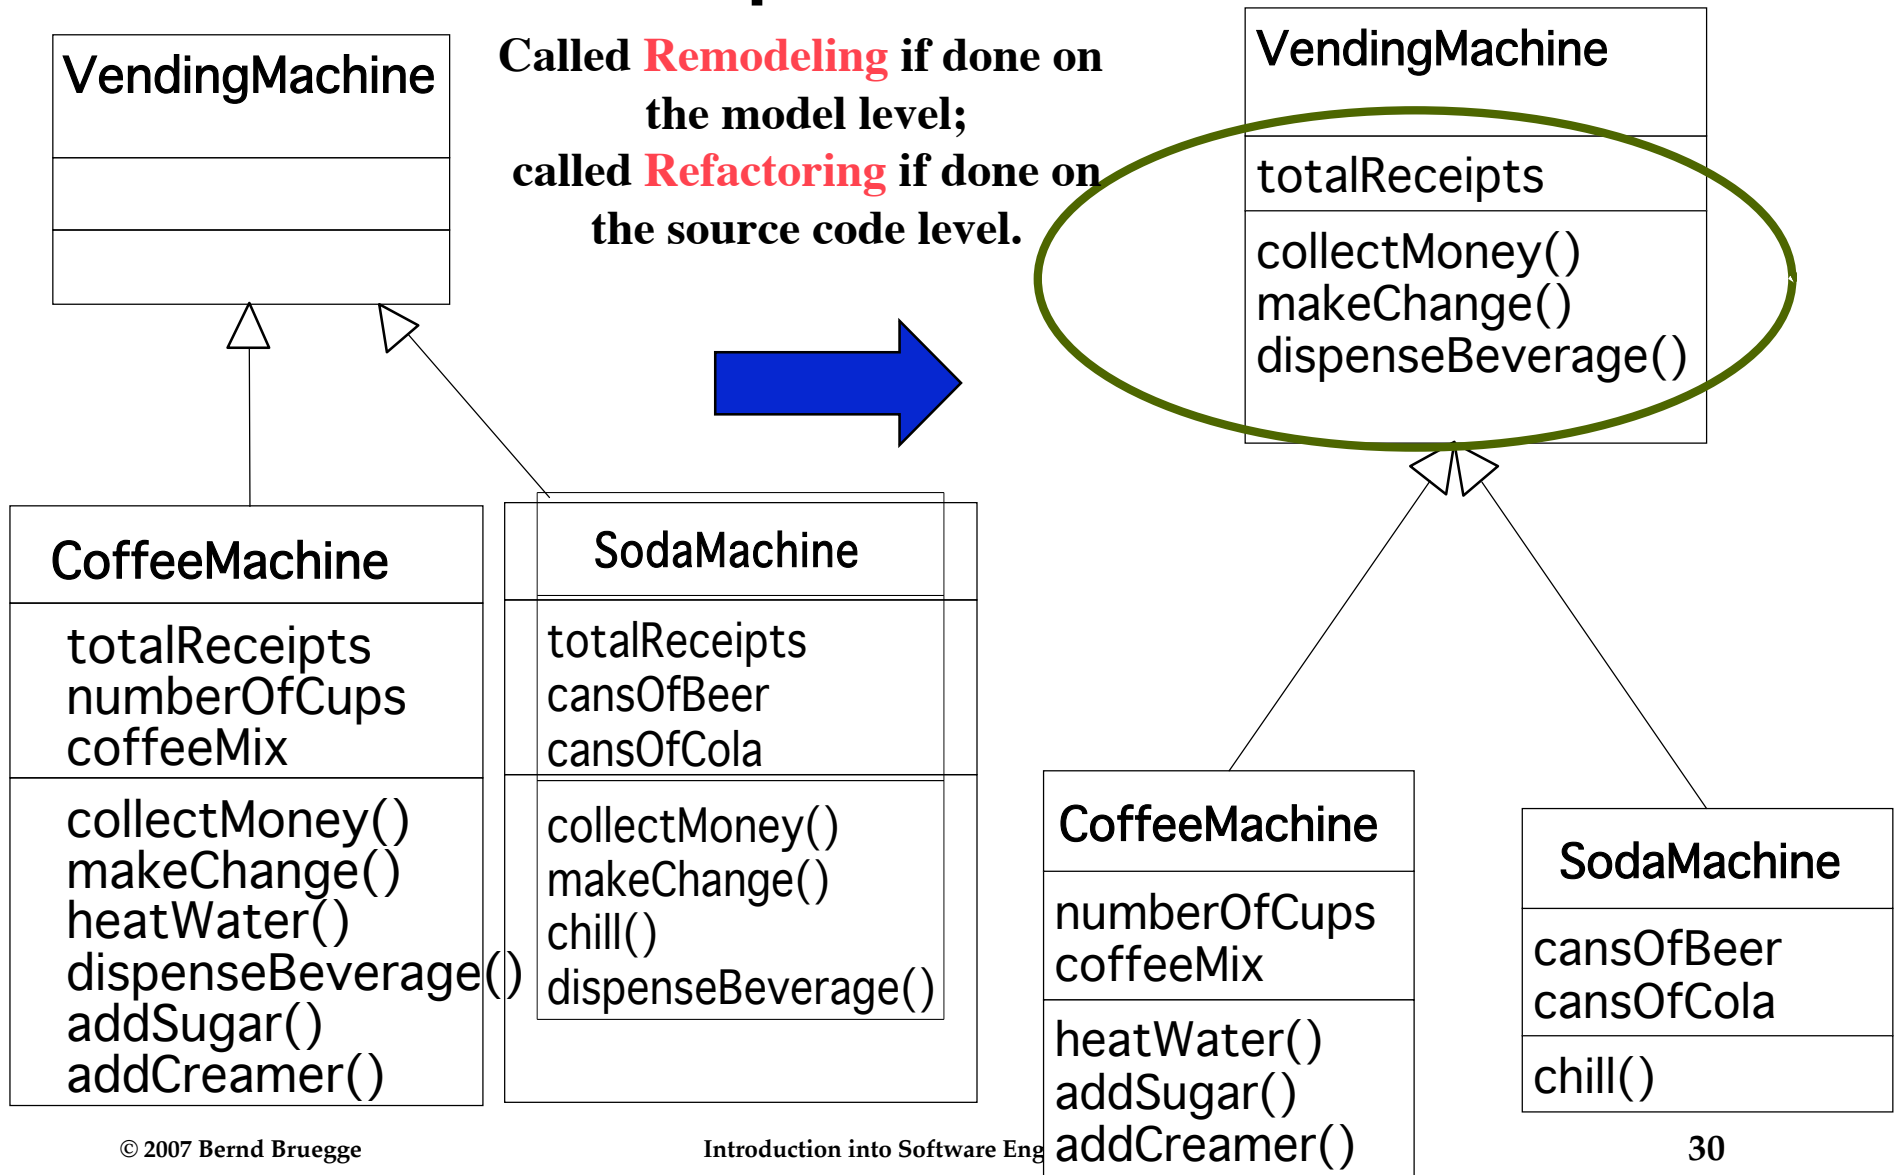 VendingMachine
Called Remodeling if done on
the model level;
called Refactoring if done on
the source code level.
CoffeeMachine
totalReceipts
numberOfCups
coffeeMix
collectMoney()
makeChange()
heatWater()
dispenseBeverage()
addSugar()
addCreamer()
SodaMachine
totalReceipts
cansOfBeer
cansOfCola
collectMoney()
makeChange()
chill()
dispenseBeverage()
VendingMachine
totalReceipts
collectMoney()
makeChange()
dispenseBeverage()
CoffeeMachine
numberOfCups
coffeeMix
heatWater()
addSugar()
addCreamer()
SodaMachine
cansOfBeer
cansOfCola
chill()
© 2007 Bernd Bruegge
Introduction into Software Eng
30